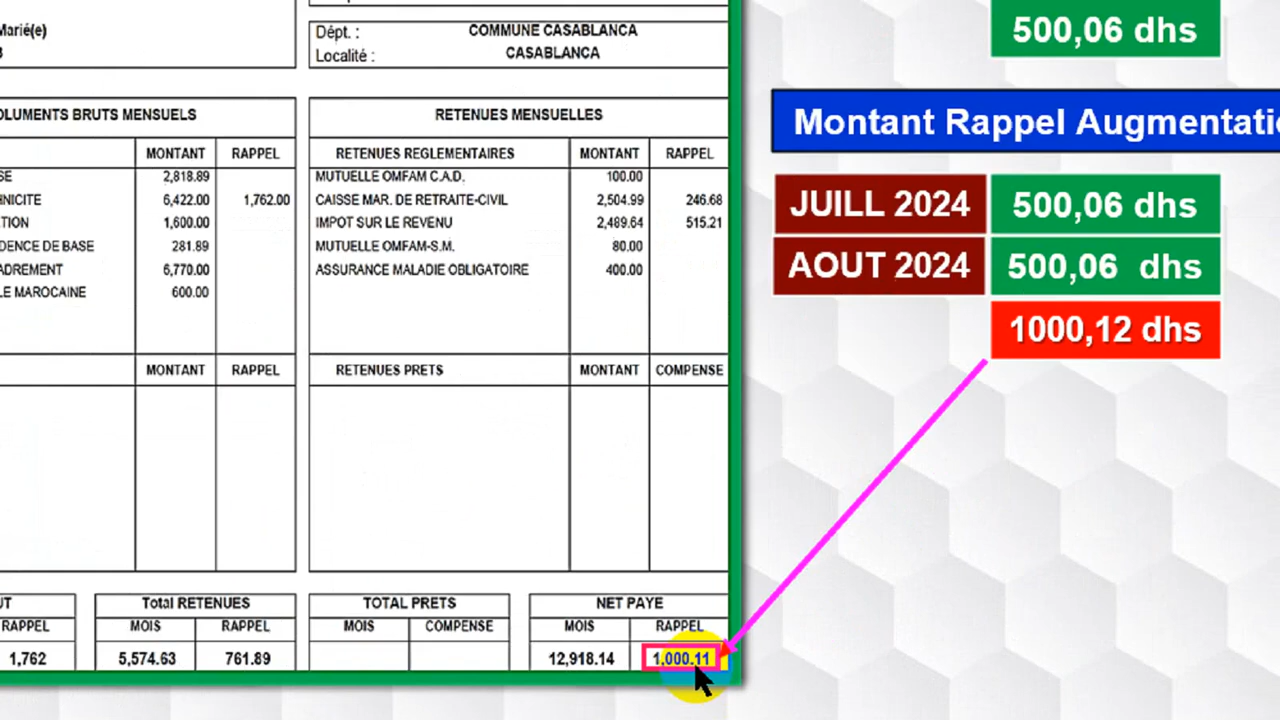 Marié(e)
Dépt. : COMMUNE CASABLANCA
Localité : CASABLANCA
OLUMENTS BRUTS MENSUELS
MONTANT RAPPEL
SE 2,818.89
HNICITE 6,422.00 1,762.00
TION 1,600.00
DENCE DE BASE 281.89
ADREMENT 6,770.00
LE MAROCAINE 600.00
MONTANT RAPPEL
RETENUES MENSUELLES
RETENUES REGLEMENTAIRES MONTANT RAPPEL
MUTUELLE OMFAM C.A.D. 100.00
CAISSE MAR. DE RETRAITE-CIVIL 2,504.99 246.68
IMPOT SUR LE REVENU 2,489.64 515.21
MUTUELLE OMFAM-S.M. 80.00
ASSURANCE MALADIE OBLIGATOIRE 400.00
RETENUES PRETS MONTANT COMPENSE
UT Total RETENUES TOTAL PRETS NET PAYE
RAPPEL MOIS RAPPEL MOIS COMPENSE MOIS RAPPEL
1,762 5,574.63 761.89 12,918.14 1,000.11
500,06 dhs
Montant Rappel Augmentatio
JUILL 2024 500,06 dhs
AOUT 2024 500,06 dhs
1000,12 dhs